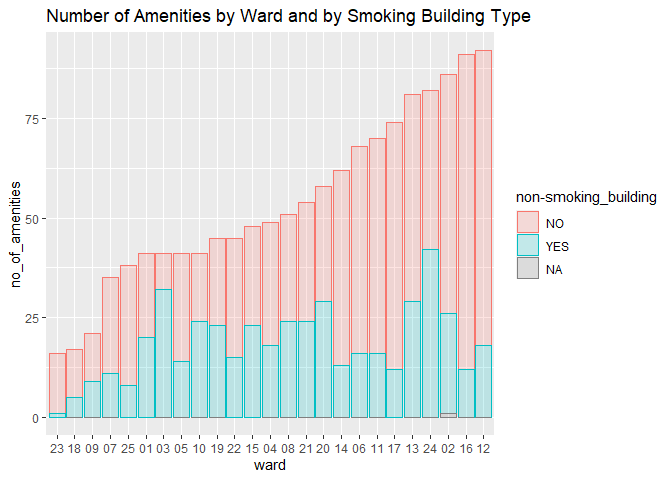 Number of Amenities by Ward and by Smoking Building Type
no_of_amenities
75
50
25
0
23 18 09 07 25 01 03 05 10 19 22 15 04 08 21 20 14 06 11 17 13 24 02 16 12
ward
non-smoking_building
NO
YES
NA